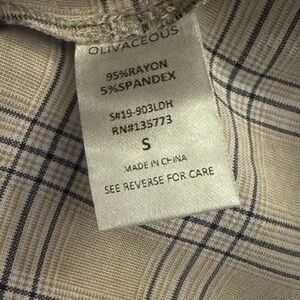 OLIVACEOUS
95%RAYON
5%SPANDEX
S#19-903LDH
RN#135773
S
MADE IN CHINA
SEE REVERSE FOR CARE